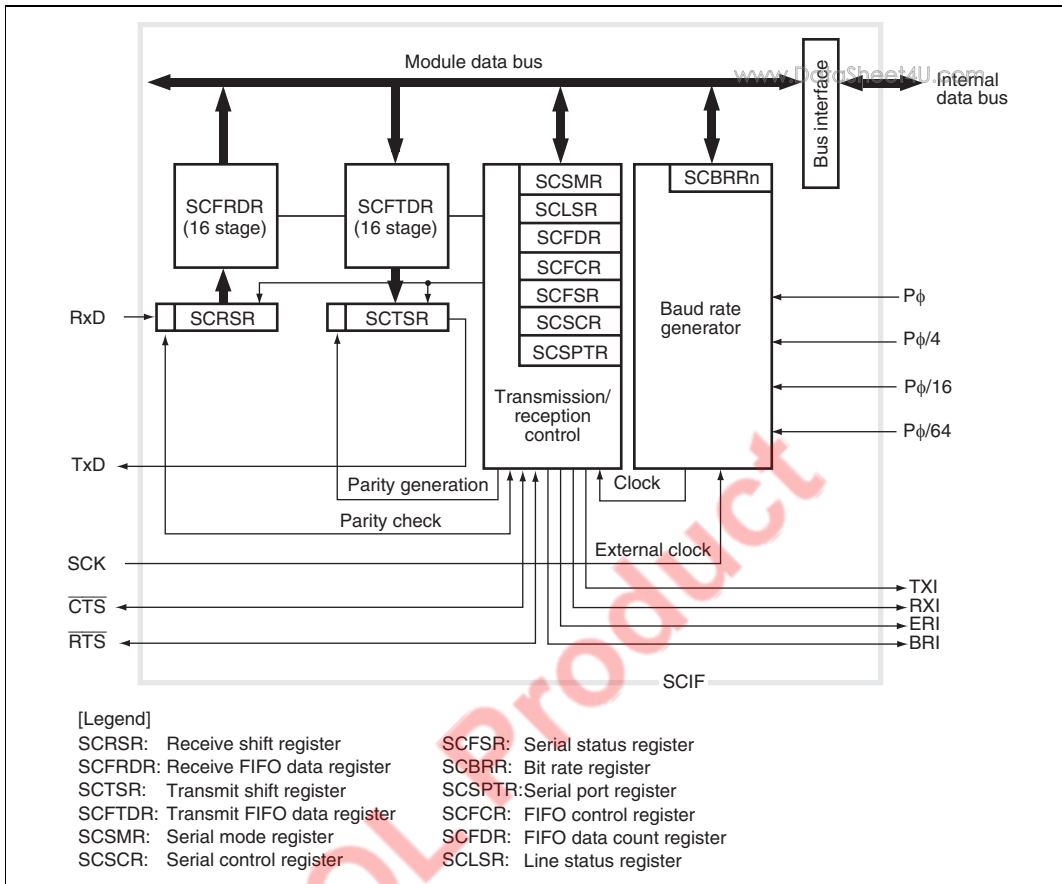 Module data bus
www.DataSheet4U.com
Internal
data bus
Bus interface
SCFRDR
(16 stage)
SCFTDR
(16 stage)
SCSMR
SCLSR
SCFDR
SCFCR
SCFSR
SCSCR
SCSPTR
Transmission/
reception
control
SCBRRn
Baud rate
generator
Pφ
Pφ/4
Pφ/16
Pφ/64
RxD
SCRSR
SCTSR
TxD
Parity generation
Clock
Parity check
SCK
External clock
CTS
RTS
TXI
RXI
ERI
BRI
SCIF
[Legend]
SCRSR: Receive shift register
SCFRDR: Receive FIFO data register
SCTSR: Transmit shift register
SCFTDR: Transmit FIFO data register
SCSMR: Serial mode register
SCSCR: Serial control register
SCFSR: Serial status register
SCBRR: Bit rate register
SCSPTR:Serial port register
SCFCR: FIFO control register
SCFDR: FIFO data count register
SCLSR: Line status register
OL Product